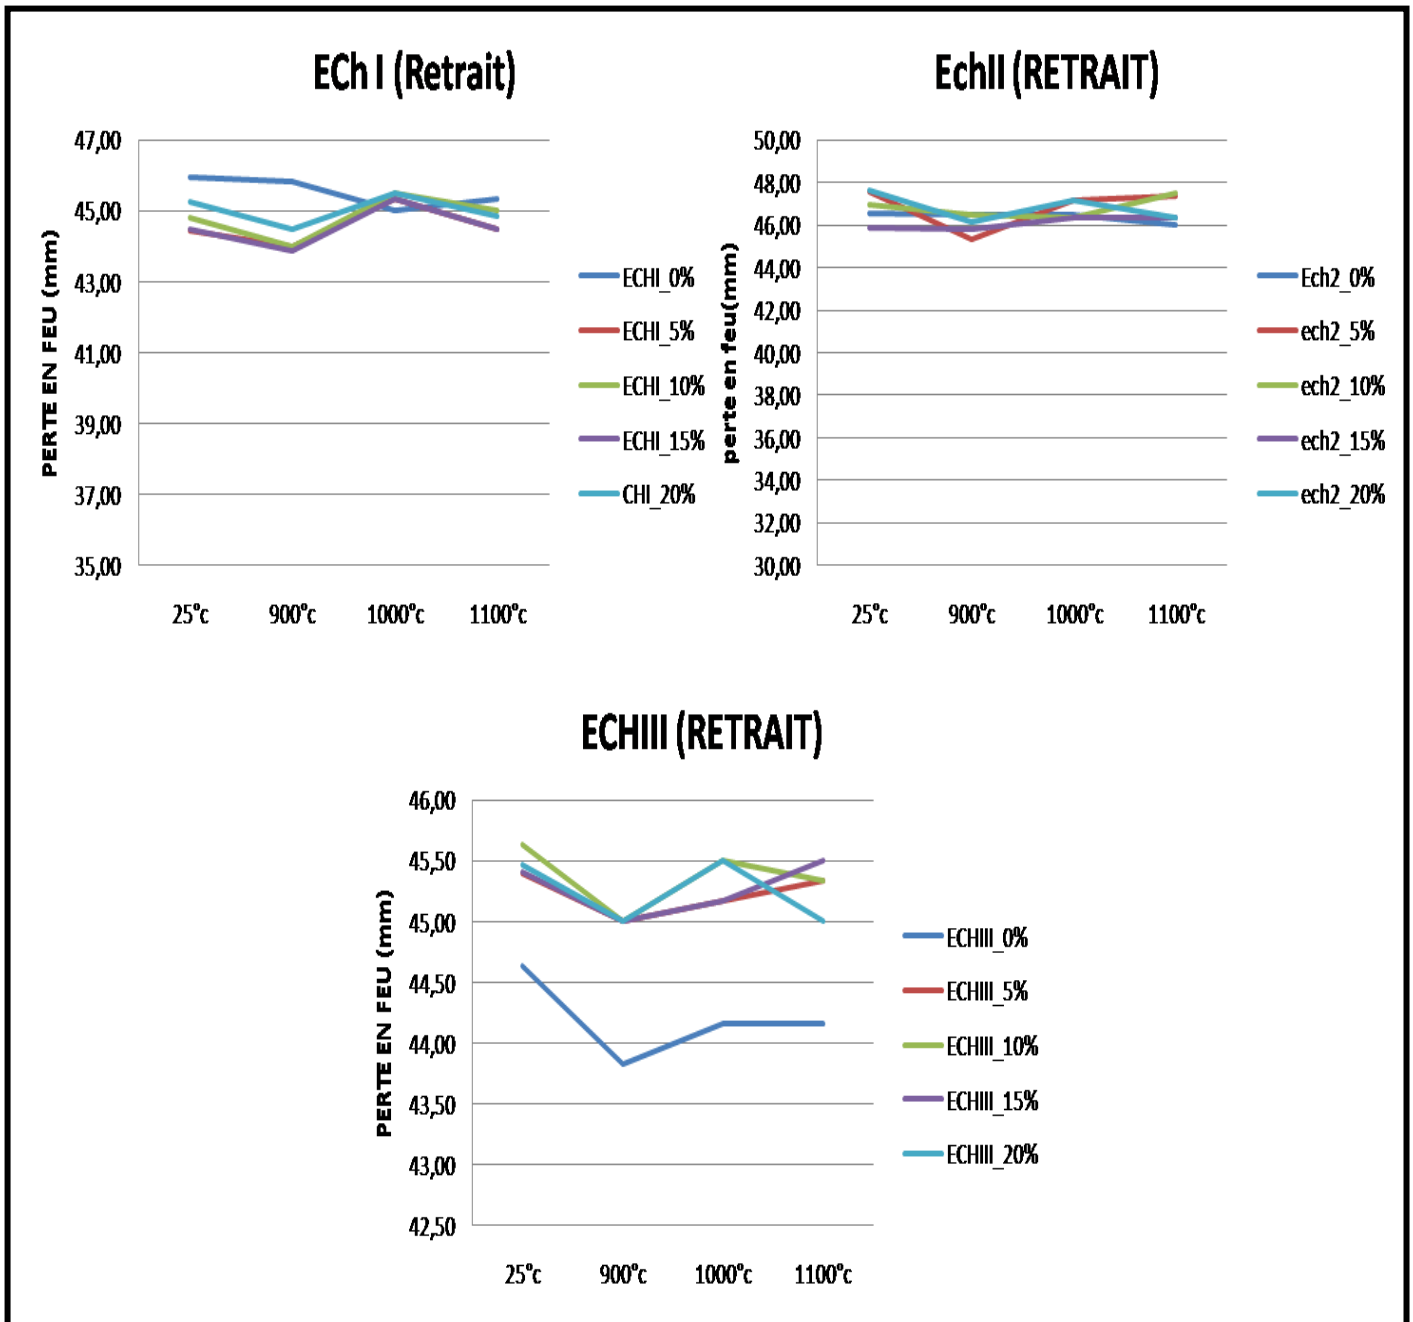 ECh I (Retrait)
PERTE EN FEU (mm)
47,00
45,00
43,00
41,00
39,00
37,00
35,00
25°c 900°c 1000°c 1100°c
ECHI_0%
ECHI_5%
ECHI_10%
ECHI_15%
CHI_20%
EchII (RETRAIT)
perte en feu(mm)
50,00
48,00
46,00
44,00
42,00
40,00
38,00
36,00
34,00
32,00
30,00
25°c 900°c 1000°c 1100°c
Ech2_0%
ech2_5%
ech2_10%
ech2_15%
ech2_20%
ECHIII (RETRAIT)
PERTE EN FEU (mm)
46,00
45,50
45,00
44,50
44,00
43,50
43,00
42,50
25°c 900°c 1000°c 1100°c
ECHIII_0%
ECHIII_5%
ECHIII_10%
ECHIII_15%
ECHIII_20%